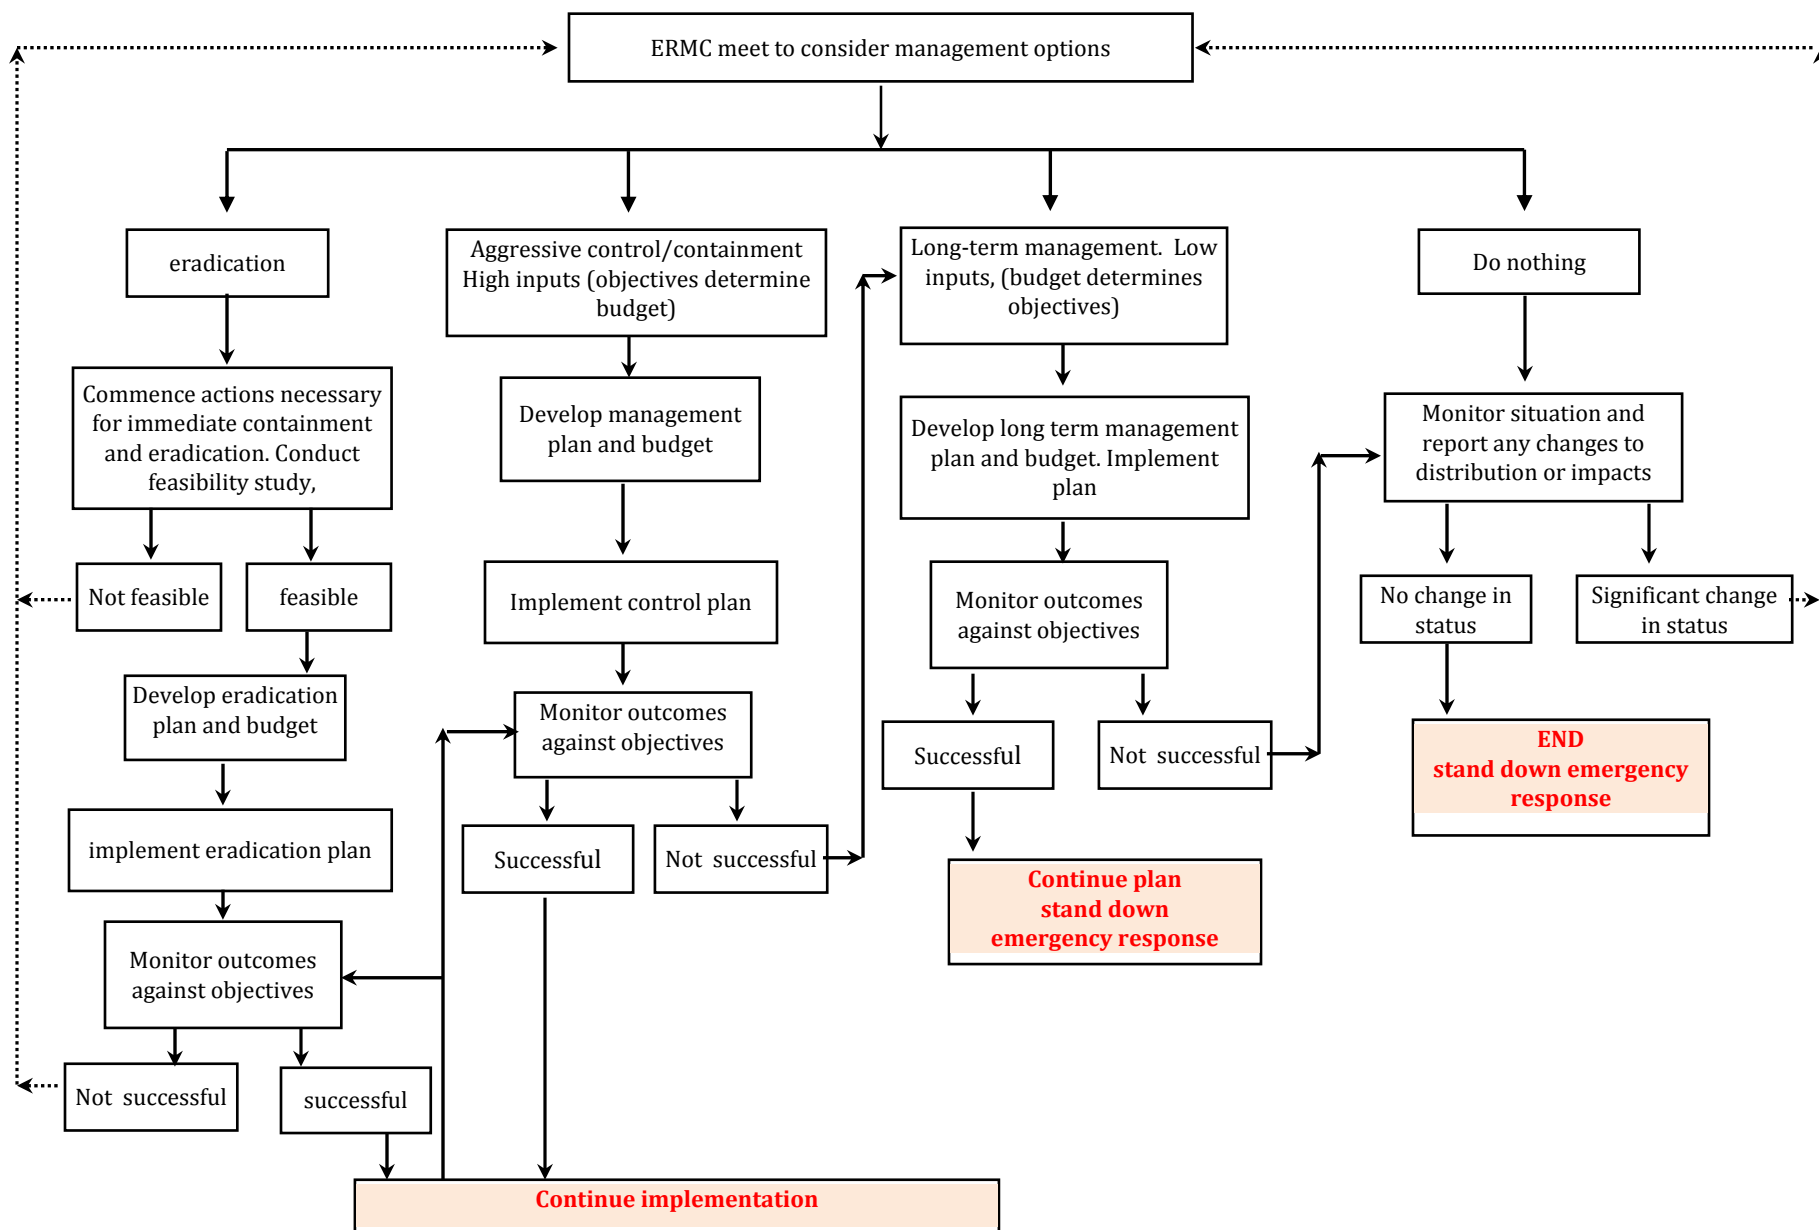 ERMC meet to consider management options
eradication
Aggressive control/containment
High inputs (objectives determine
budget)
Long-term management.  Low
inputs, (budget determines
objectives)
Do nothing
Commence actions necessary
for immediate containment
and eradication. Conduct
feasibility study,
Develop management
plan and budget
Develop long term management
plan and budget. Implement
plan
Monitor situation and
report any changes to
distribution or impacts
Not feasible
feasible
Implement control plan
Monitor outcomes
against objectives
No change in
status
Significant change
in status
Develop eradication
plan and budget
Monitor outcomes
against objectives
Successful
Not  successful
END
stand down emergency
response
implement eradication plan
Successful
Not  successful
Continue plan
stand down
emergency response
Monitor outcomes
against objectives
Not  successful
successful
Continue implementation